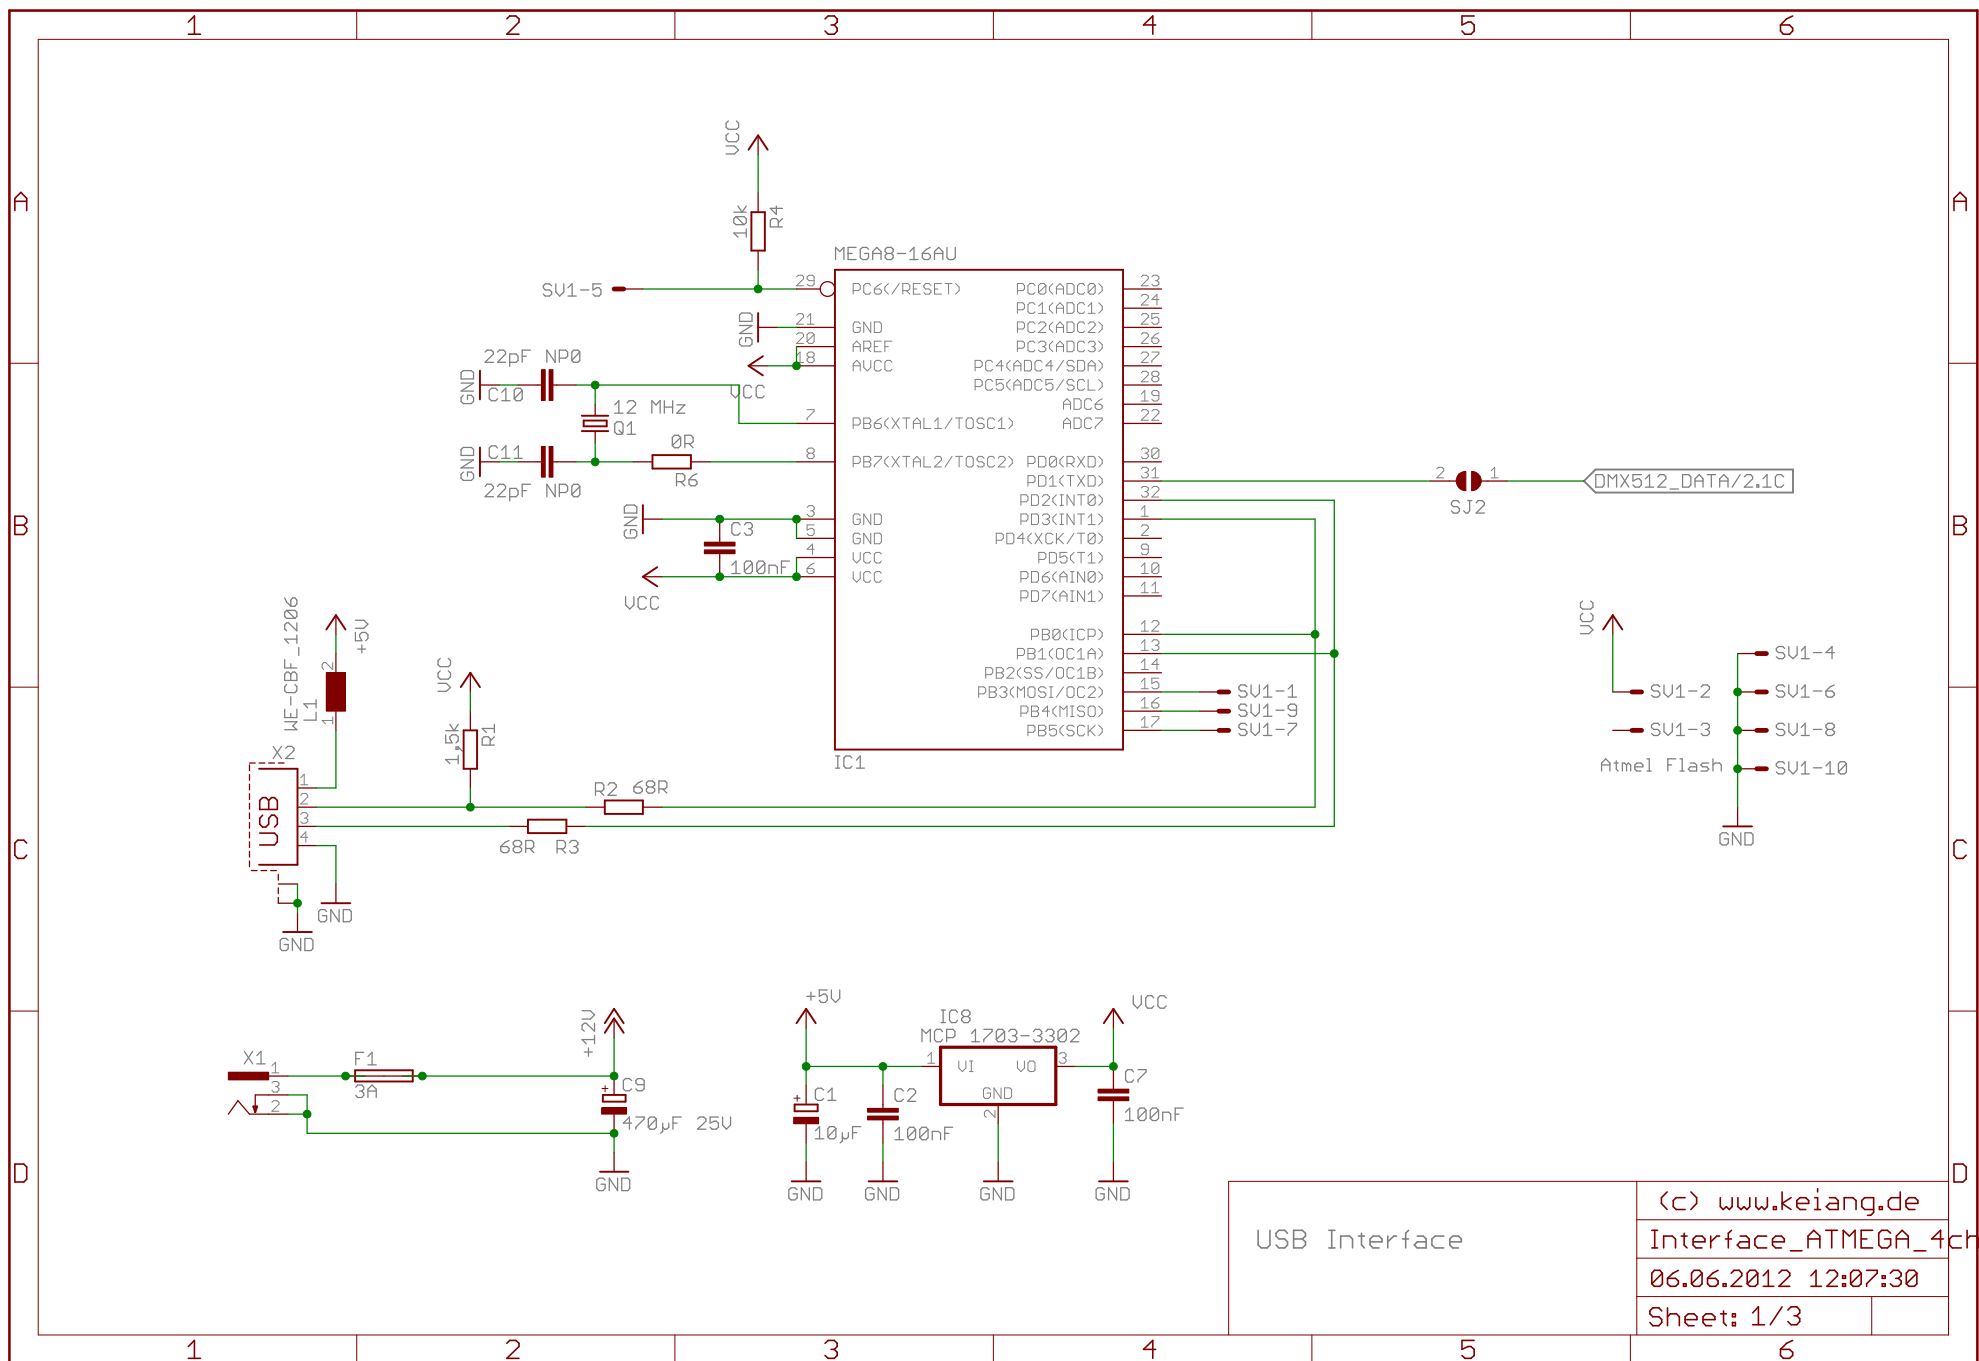 1 2 3 4 5 6
A A
B B
C C
D D
VCC
10k
R4
MEGA8-16AU
SV1-5
29 PC6(/RESET)
GND
21 GND
20 AREF
18 AVCC
VCC
7 PB6(XTAL1/TOSC1)
8 PB7(XTAL2/TOSC2)
3 GND
5 GND
4 VCC
6 VCC
PC0(ADC0) 23
PC1(ADC1) 24
PC2(ADC2) 25
PC3(ADC3) 26
PC4(ADC4/SDA) 27
PC5(ADC5/SCL) 28
ADC6 19
ADC7 22
PD0(RXD) 30
PD1(TXD) 31
PD2(INT0) 32
PD3(INT1) 1
PD4(XCK/T0) 2
PD5(T1) 9
PD6(AIN0) 10
PD7(AIN1) 11
PB0(ICP) 12
PB1(OC1A) 13
PB2(SS/OC1B) 14
PB3(MOSI/OC2) 15
PB4(MISO) 16
PB5(SCK) 17
IC1
22pF NP0
GND
C10
12 MHz
Q1
0R
R6
GND
C11
22pF NP0
GND
C3
100nF
VCC
2 1
SJ2
DMX512_DATA/2.1C
SV1-1
SV1-9
SV1-7
VCC
SV1-2
SV1-3
Atmel Flash
SV1-4
SV1-6
SV1-8
SV1-10
GND
WE-CBF_1206
L1
2
1
+5V
VCC
1,5k
R1
X2
USB
1
2
3
4
R2 68R
68R R3
GND
GND
X1
1
3
2
F1
3A
+12V
+
C9
470µF 25V
GND
+5V
+
C1
10µF
GND
C2
100nF
GND
IC8
MCP 1703-3302
1 VI VO 3
GND
2
GND
VCC
C7
100nF
GND
USB Interface
(c) www.keiang.de
Interface_ATMEGA_4ch
06.06.2012 12:07:30
Sheet: 1/3
1 2 3 4 5 6